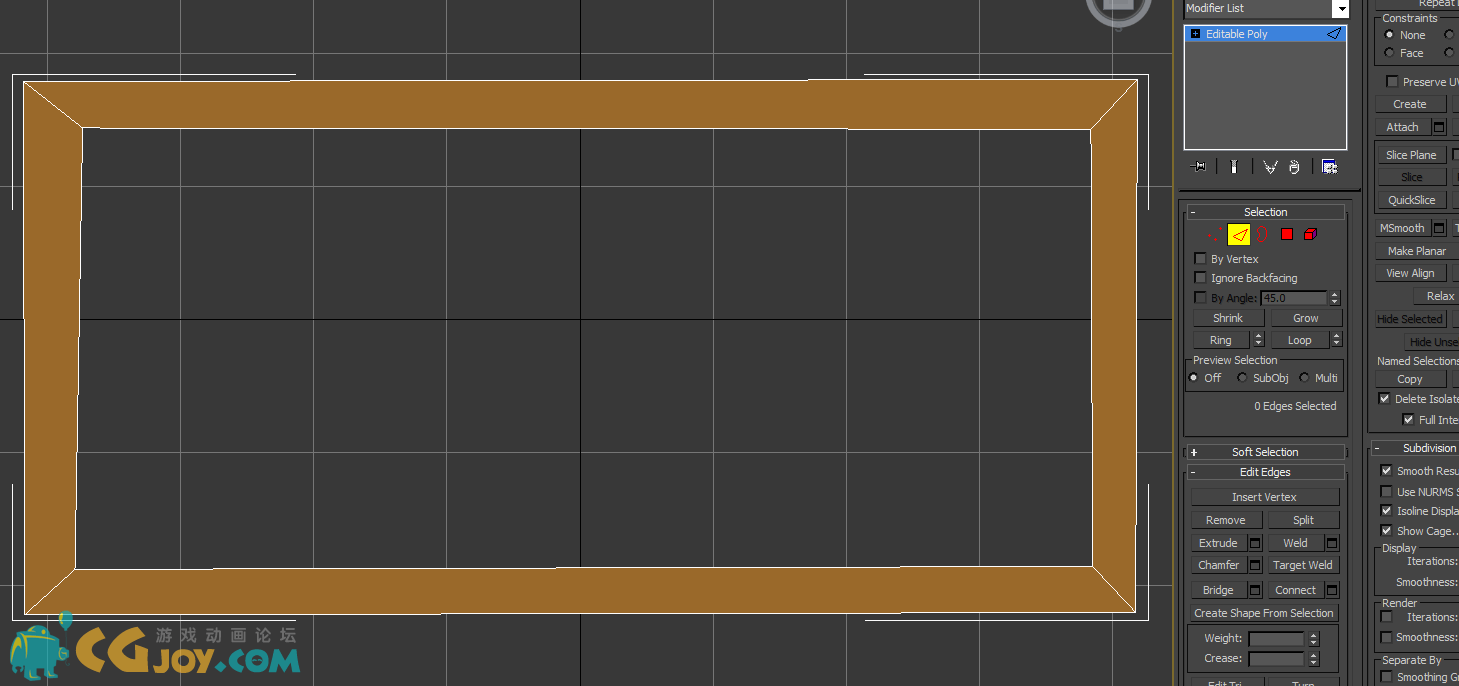 Modifier List
Editable Poly
Selection
By Vertex
Ignore Backfacing
By Angle: 45.0
Shrink Grow
Ring Loop
Preview Selection
Off SubObj Multi
0 Edges Selected
Soft Selection
Edit Edges
Insert Vertex
Remove Split
Extrude Weld
Chamfer Target Weld
Bridge Connect
Create Shape From Selection
Weight:
Crease:
Edit Tri Turn
Repeat
Constraints
None
Face
Preserve U
Create
Attach
Slice Plane
Slice
QuickSlice
MSmooth
Make Planar
View Align
Relax
Hide Selected
Hide Unse
Named Selections
Copy
Delete Isolate
Full Inte
Subdivision
Smooth Resu
Use NURMS S
Isoline Displa
Show Cage..
Display
Iterations:
Smoothness:
Render
Iterations:
Smoothness:
Separate By
Smoothing G
游戏动画论坛
CGJOY.COM